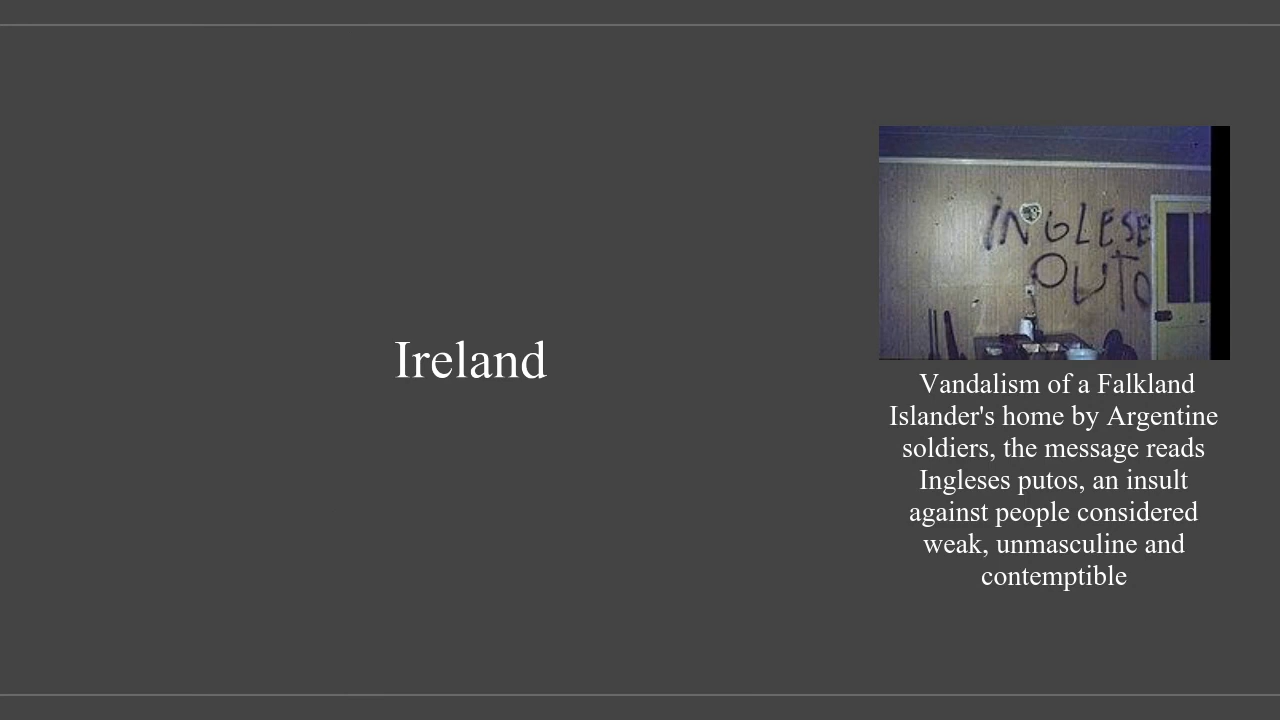 Ireland
INGLESE
PUTO
Vandalism of a Falkland
Islander's home by Argentine
soldiers, the message reads
Ingleses putos, an insult
against people considered
weak, unmasculine and
contemptible